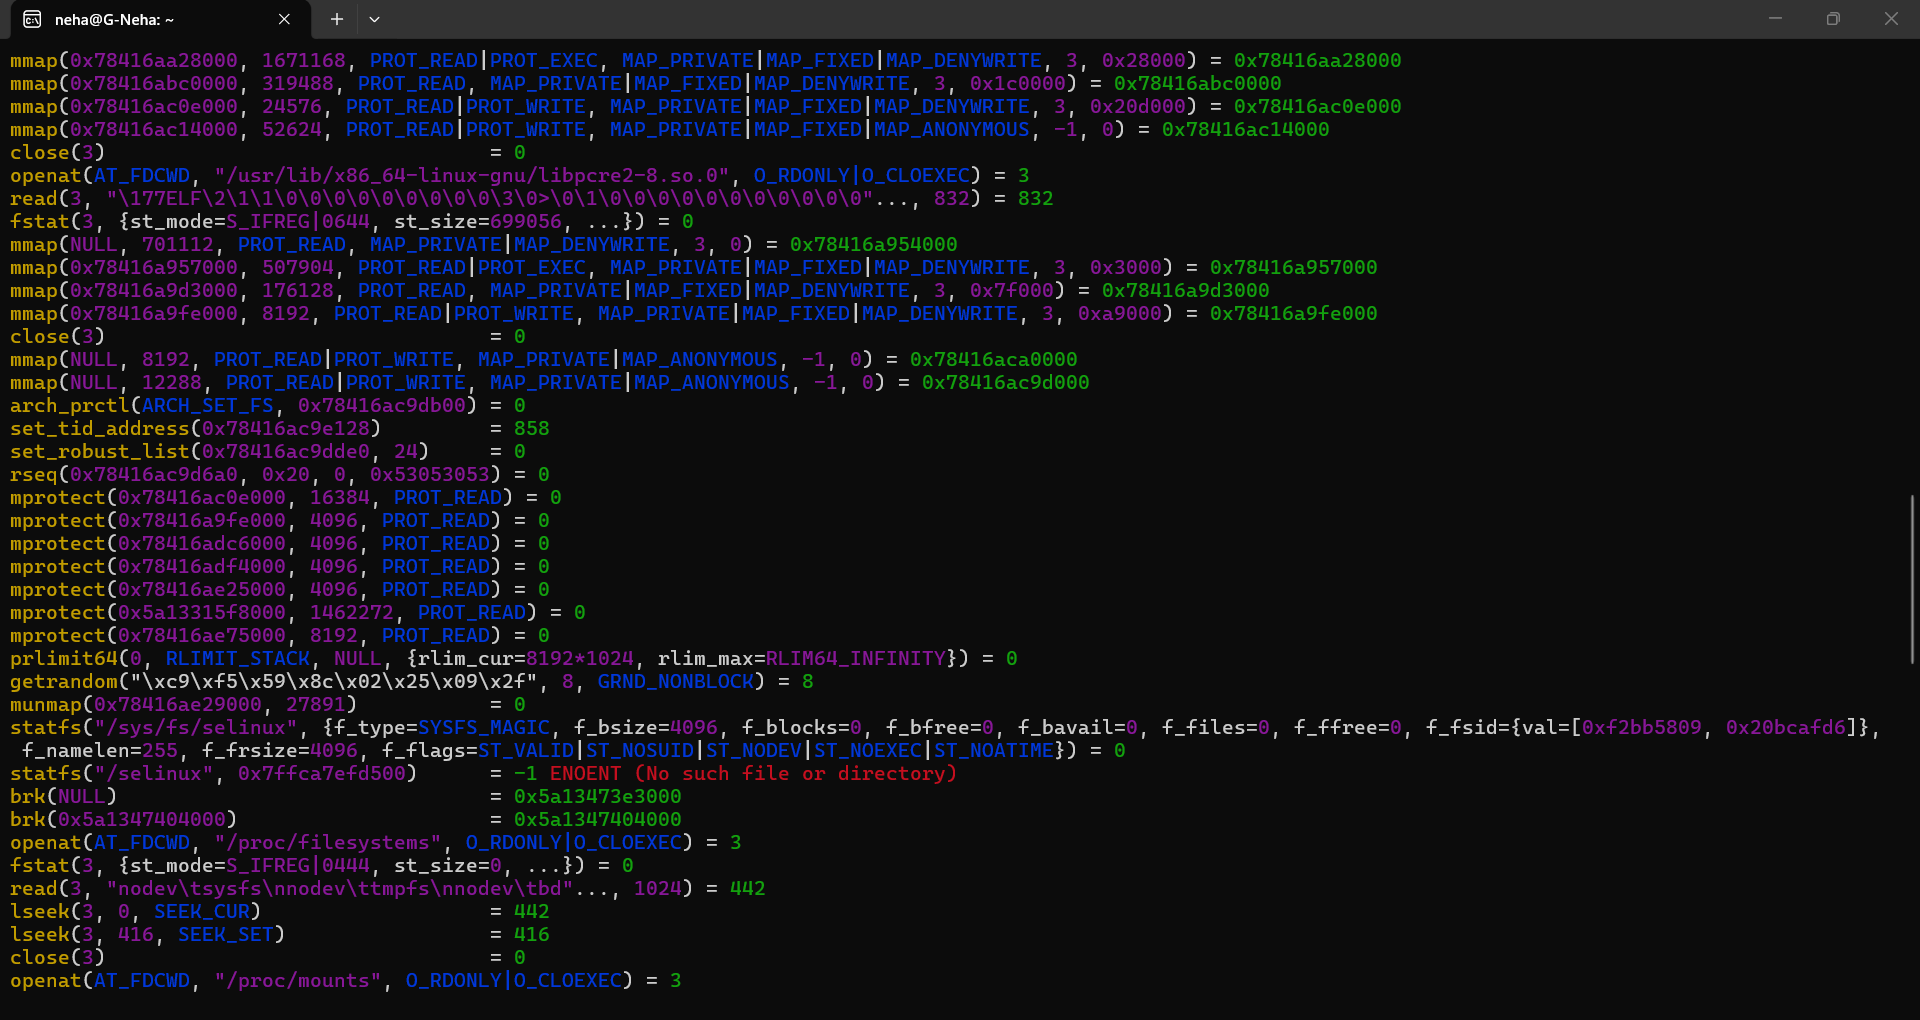 neha@G-Neha: ~
mmap(0x78416aa28000, 1671168, PROT_READ|PROT_EXEC, MAP_PRIVATE|MAP_FIXED|MAP_DENYWRITE, 3, 0x28000) = 0x78416aa28000
mmap(0x78416abc0000, 319488, PROT_READ, MAP_PRIVATE|MAP_FIXED|MAP_DENYWRITE, 3, 0x1c0000) = 0x78416abc0000
mmap(0x78416ac0e000, 24576, PROT_READ|PROT_WRITE, MAP_PRIVATE|MAP_FIXED|MAP_DENYWRITE, 3, 0x20d000) = 0x78416ac0e000
mmap(0x78416ac14000, 52624, PROT_READ|PROT_WRITE, MAP_PRIVATE|MAP_FIXED|MAP_ANONYMOUS, -1, 0) = 0x78416ac14000
close(3)                                = 0
openat(AT_FDCWD, "/usr/lib/x86_64-linux-gnu/libpcre2-8.so.0", O_RDONLY|O_CLOEXEC) = 3
read(3, "\177ELF\2\1\1\0\0\0\0\0\0\0\0\0\3\0>\0\1\0\0\0\0\0\0\0\0\0\0\0"..., 832) = 832
fstat(3, {st_mode=S_IFREG|0644, st_size=699056, ...}) = 0
mmap(NULL, 701112, PROT_READ, MAP_PRIVATE|MAP_DENYWRITE, 3, 0) = 0x78416a954000
mmap(0x78416a957000, 507904, PROT_READ|PROT_EXEC, MAP_PRIVATE|MAP_FIXED|MAP_DENYWRITE, 3, 0x3000) = 0x78416a957000
mmap(0x78416a9d3000, 176128, PROT_READ, MAP_PRIVATE|MAP_FIXED|MAP_DENYWRITE, 3, 0x7f000) = 0x78416a9d3000
mmap(0x78416a9fe000, 8192, PROT_READ|PROT_WRITE, MAP_PRIVATE|MAP_FIXED|MAP_DENYWRITE, 3, 0xa9000) = 0x78416a9fe000
close(3)                                = 0
mmap(NULL, 8192, PROT_READ|PROT_WRITE, MAP_PRIVATE|MAP_ANONYMOUS, -1, 0) = 0x78416aca0000
mmap(NULL, 12288, PROT_READ|PROT_WRITE, MAP_PRIVATE|MAP_ANONYMOUS, -1, 0) = 0x78416ac9d000
arch_prctl(ARCH_SET_FS, 0x78416ac9db00) = 0
set_tid_address(0x78416ac9e128)         = 858
set_robust_list(0x78416ac9dde0, 24)     = 0
rseq(0x78416ac9d6a0, 0x20, 0, 0x53053053) = 0
mprotect(0x78416ac0e000, 16384, PROT_READ) = 0
mprotect(0x78416a9fe000, 4096, PROT_READ) = 0
mprotect(0x78416adc6000, 4096, PROT_READ) = 0
mprotect(0x78416adf4000, 4096, PROT_READ) = 0
mprotect(0x78416ae25000, 4096, PROT_READ) = 0
mprotect(0x5a13315f8000, 1462272, PROT_READ) = 0
mprotect(0x78416ae75000, 8192, PROT_READ) = 0
prlimit64(0, RLIMIT_STACK, NULL, {rlim_cur=8192*1024, rlim_max=RLIM64_INFINITY}) = 0
getrandom("\xc9\xf5\x59\x8c\x02\x25\x09\x2f", 8, GRND_NONBLOCK) = 8
munmap(0x78416ae29000, 27891)           = 0
statfs("/sys/fs/selinux", {f_type=SYSFS_MAGIC, f_bsize=4096, f_blocks=0, f_bfree=0, f_bavail=0, f_files=0, f_ffree=0, f_fsid={val=[0xf2bb5809, 0x20bcafd6]},
 f_namelen=255, f_frsize=4096, f_flags=ST_VALID|ST_NOSUID|ST_NODEV|ST_NOEXEC|ST_NOATIME}) = 0
statfs("/selinux", 0x7ffca7efd500)      = -1 ENOENT (No such file or directory)
brk(NULL)                               = 0x5a13473e3000
brk(0x5a1347404000)                     = 0x5a1347404000
openat(AT_FDCWD, "/proc/filesystems", O_RDONLY|O_CLOEXEC) = 3
fstat(3, {st_mode=S_IFREG|0444, st_size=0, ...}) = 0
read(3, "nodev\tsysfs\nnodev\ttmpfs\nnodev\tbd"..., 1024) = 442
lseek(3, 0, SEEK_CUR)                   = 442
lseek(3, 416, SEEK_SET)                 = 416
close(3)                                = 0
openat(AT_FDCWD, "/proc/mounts", O_RDONLY|O_CLOEXEC) = 3